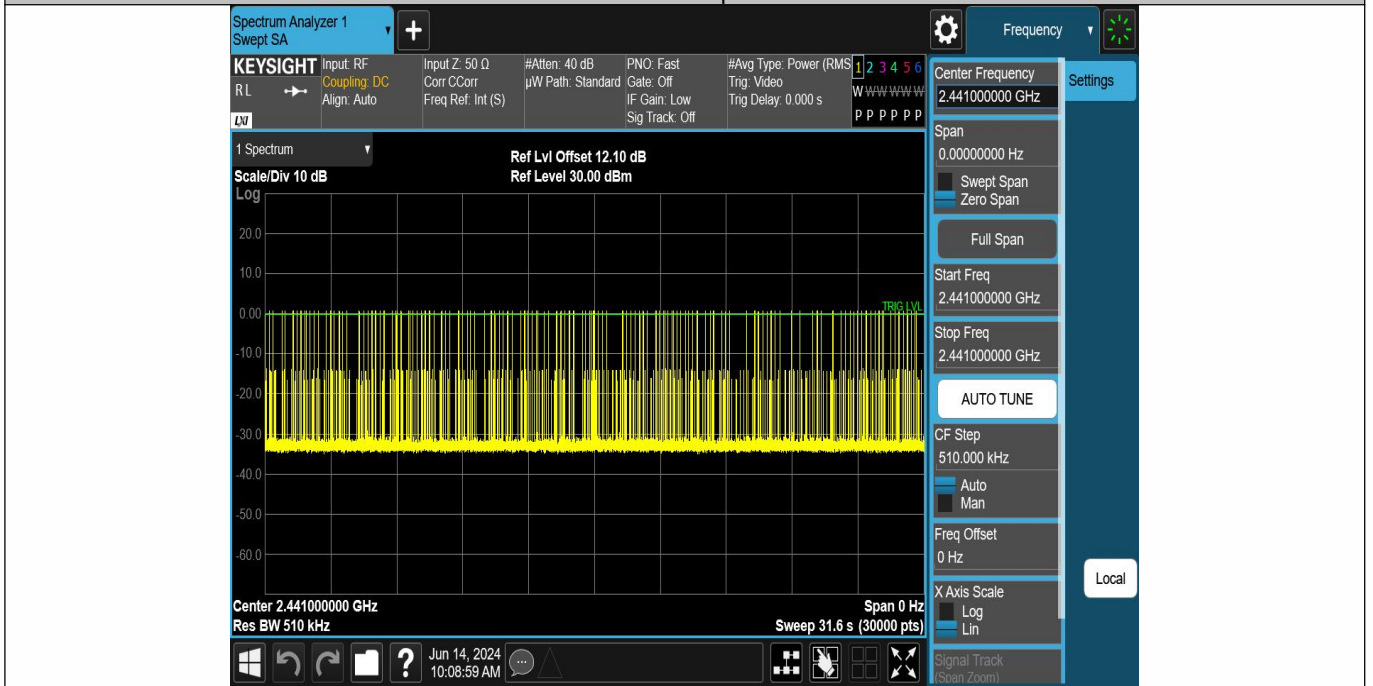 Spectrum Analyzer 1
Swept SA
+
Frequency
KEYSIGHT
RL
LXI
Input: RF
Coupling: DC
Align: Auto
Input Z: 50 Ω
Corr CCorr
Freq Ref: Int (S)
#Atten: 40 dB
µW Path: Standard
PNO: Fast
Gate: Off
IF Gain: Low
Sig Track: Off
#Avg Type: Power (RMS
Trig: Video
Trig Delay: 0.000 s
1 2 3 4 5 6
W W W W W W
P P P P P P
1 Spectrum
Scale/Div 10 dB
Ref Lvl Offset 12.10 dB
Ref Level 30.00 dBm
Log
20.0
10.0
0.00
-10.0
-20.0
-30.0
-40.0
-50.0
-60.0
TRIG LVL
Center 2.441000000 GHz
Res BW 510 kHz
Span 0 Hz
Sweep 31.6 s (30000 pts)
Center Frequency
2.441000000 GHz
Settings
Span
0.00000000 Hz
Swept Span
Zero Span
Full Span
Start Freq
2.441000000 GHz
Stop Freq
2.441000000 GHz
AUTO TUNE
CF Step
510.000 kHz
Auto
Man
Freq Offset
0 Hz
X Axis Scale
Log
Lin
Signal Track
(Span Zoom)
Local
?
Jun 14, 2024
10:08:59 AM